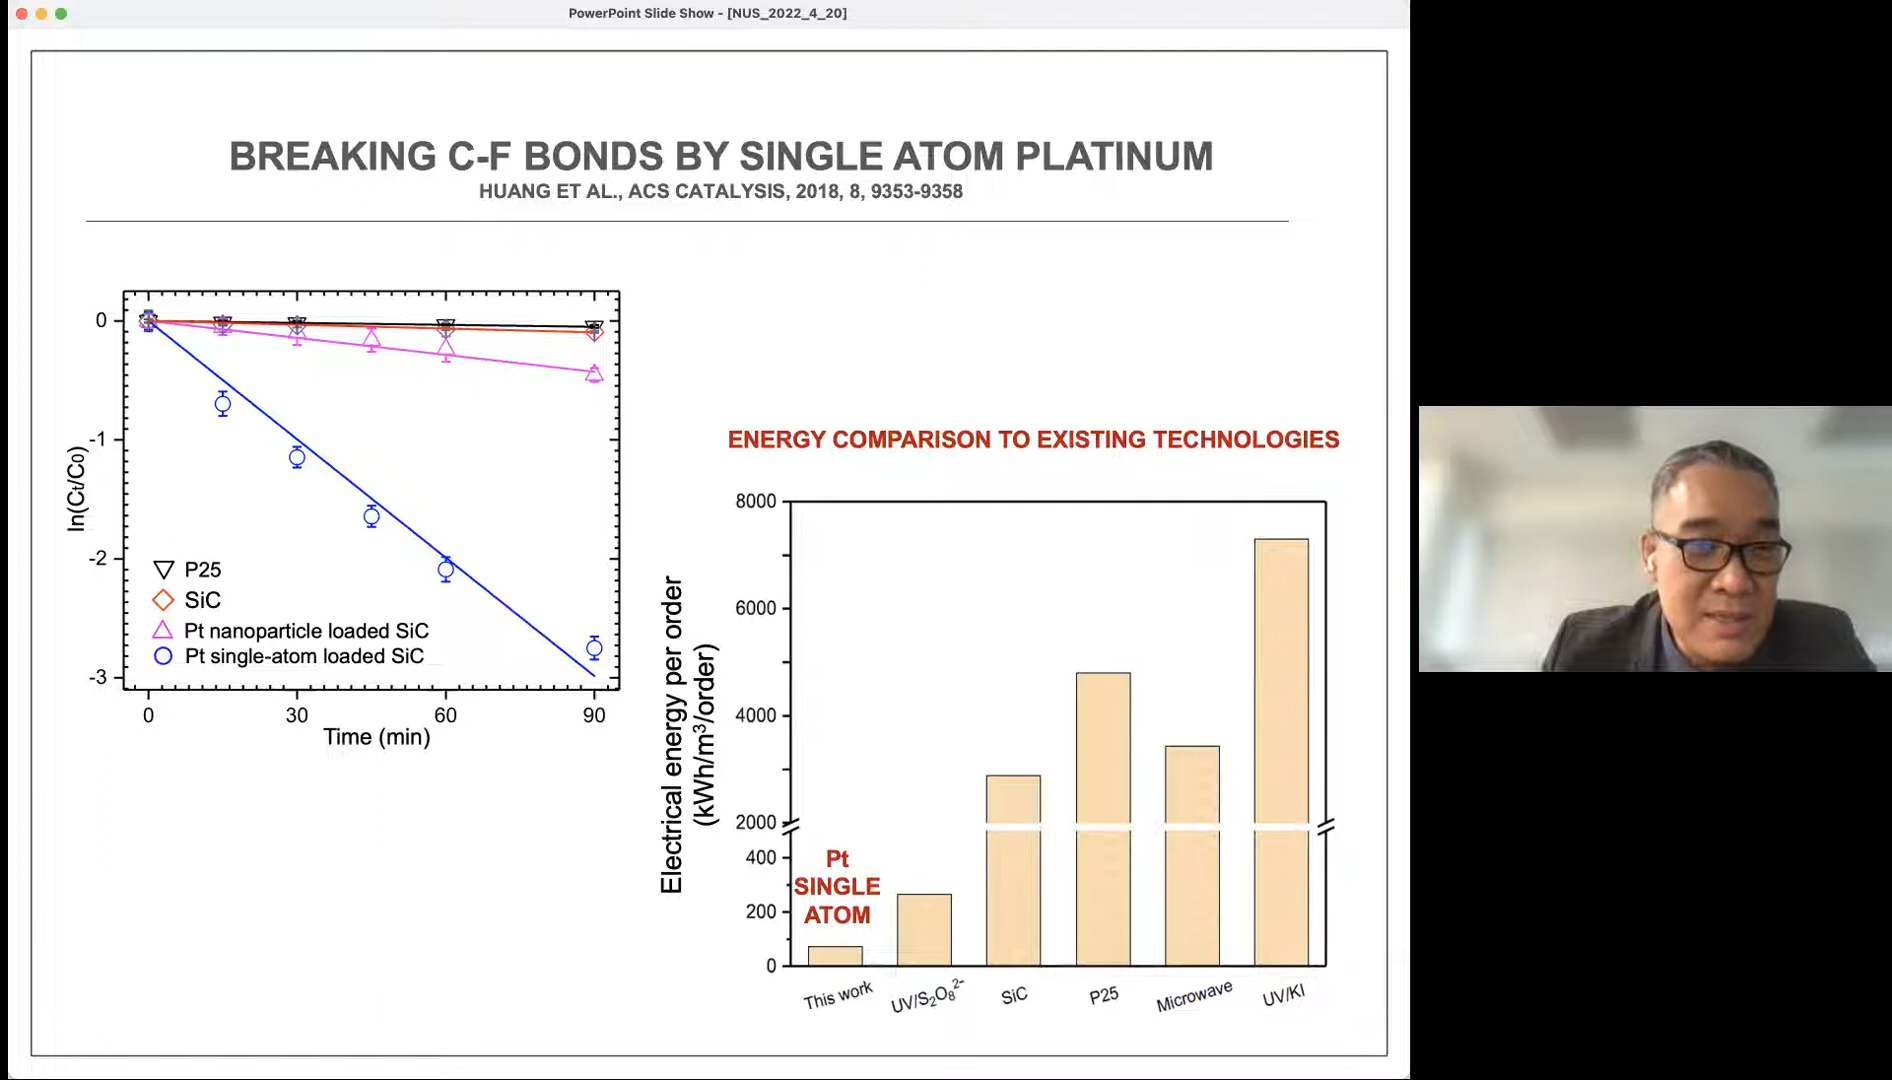 PowerPoint Slide Show - [NUS_2022_4_20]
BREAKING C-F BONDS BY SINGLE ATOM PLATINUM
HUANG ET AL., ACS CATALYSIS, 2018, 8, 9353-9358
0
-1
-2
-3
ln(Ct/C0)
P25
SiC
Pt nanoparticle loaded SiC
Pt single-atom loaded SiC
0 30 60 90
Time (min)
ENERGY COMPARISON TO EXISTING TECHNOLOGIES
Electrical energy per order
(kWh/m³/order)
8000
6000
4000
2000
400
200
0
Pt
SINGLE
ATOM
This work UV/S₂O₈²⁻ SiC P25 Microwave UV/KI